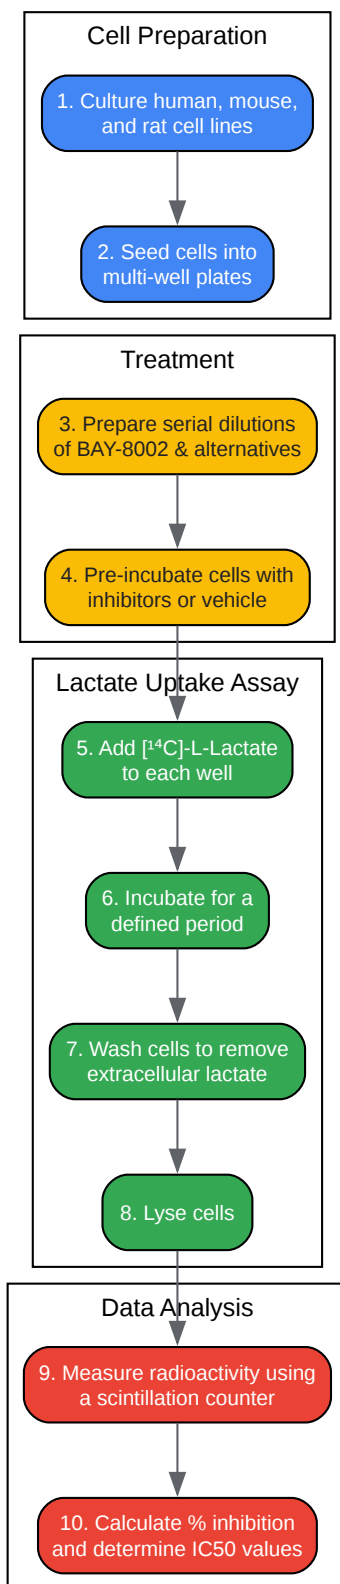 Cell Preparation
1. Culture human, mouse,
and rat cell lines
2. Seed cells into
multi-well plates
Treatment
3. Prepare serial dilutions
of BAY-8002 & alternatives
4. Pre-incubate cells with
inhibitors or vehicle
Lactate Uptake Assay
5. Add [¹⁴C]-L-Lactate
to each well
6. Incubate for a
defined period
7. Wash cells to remove
extracellular lactate
8. Lyse cells
Data Analysis
9. Measure radioactivity using
a scintillation counter
10. Calculate % inhibition
and determine IC50 values